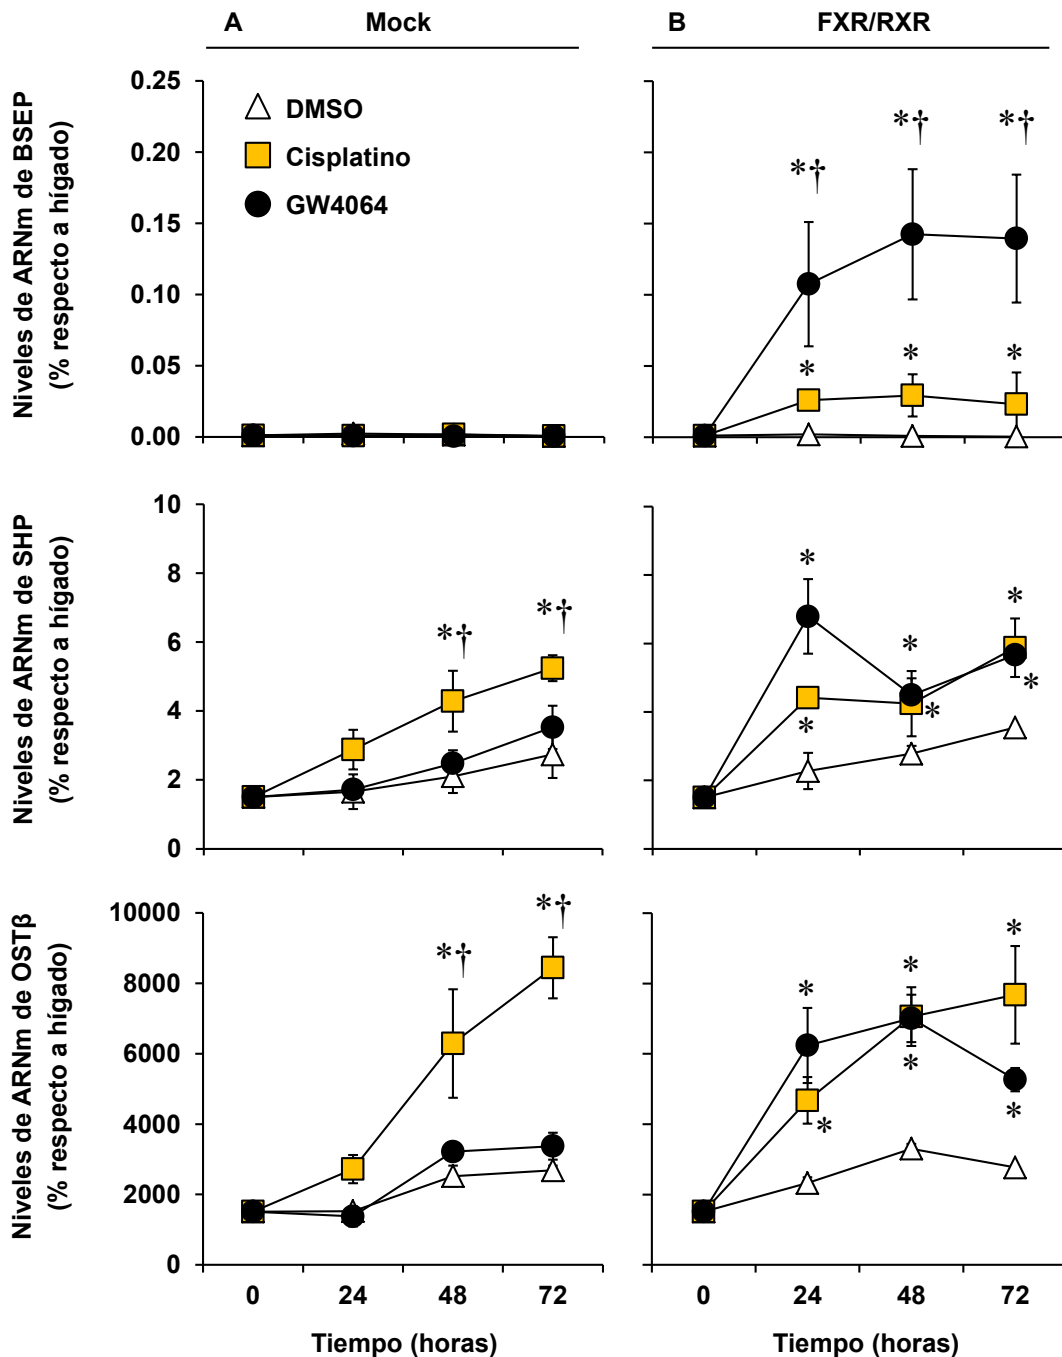 A Mock
B FXR/RXR
Niveles de ARNm de BSEP
(% respecto a hígado)
0.25
0.20
0.15
0.10
0.05
0.00
DMSO
Cisplatino
GW4064
*†
*†
*†
*
*
*
Niveles de ARNm de SHP
(% respecto a hígado)
10
8
6
4
2
0
*†
*†
*
*
*
*
*
*
Niveles de ARNm de OSTβ
(% respecto a hígado)
10000
8000
6000
4000
2000
0
*†
*†
*
*
*
*
*
*
0 24 48 72
0 24 48 72
Tiempo (horas)
Tiempo (horas)